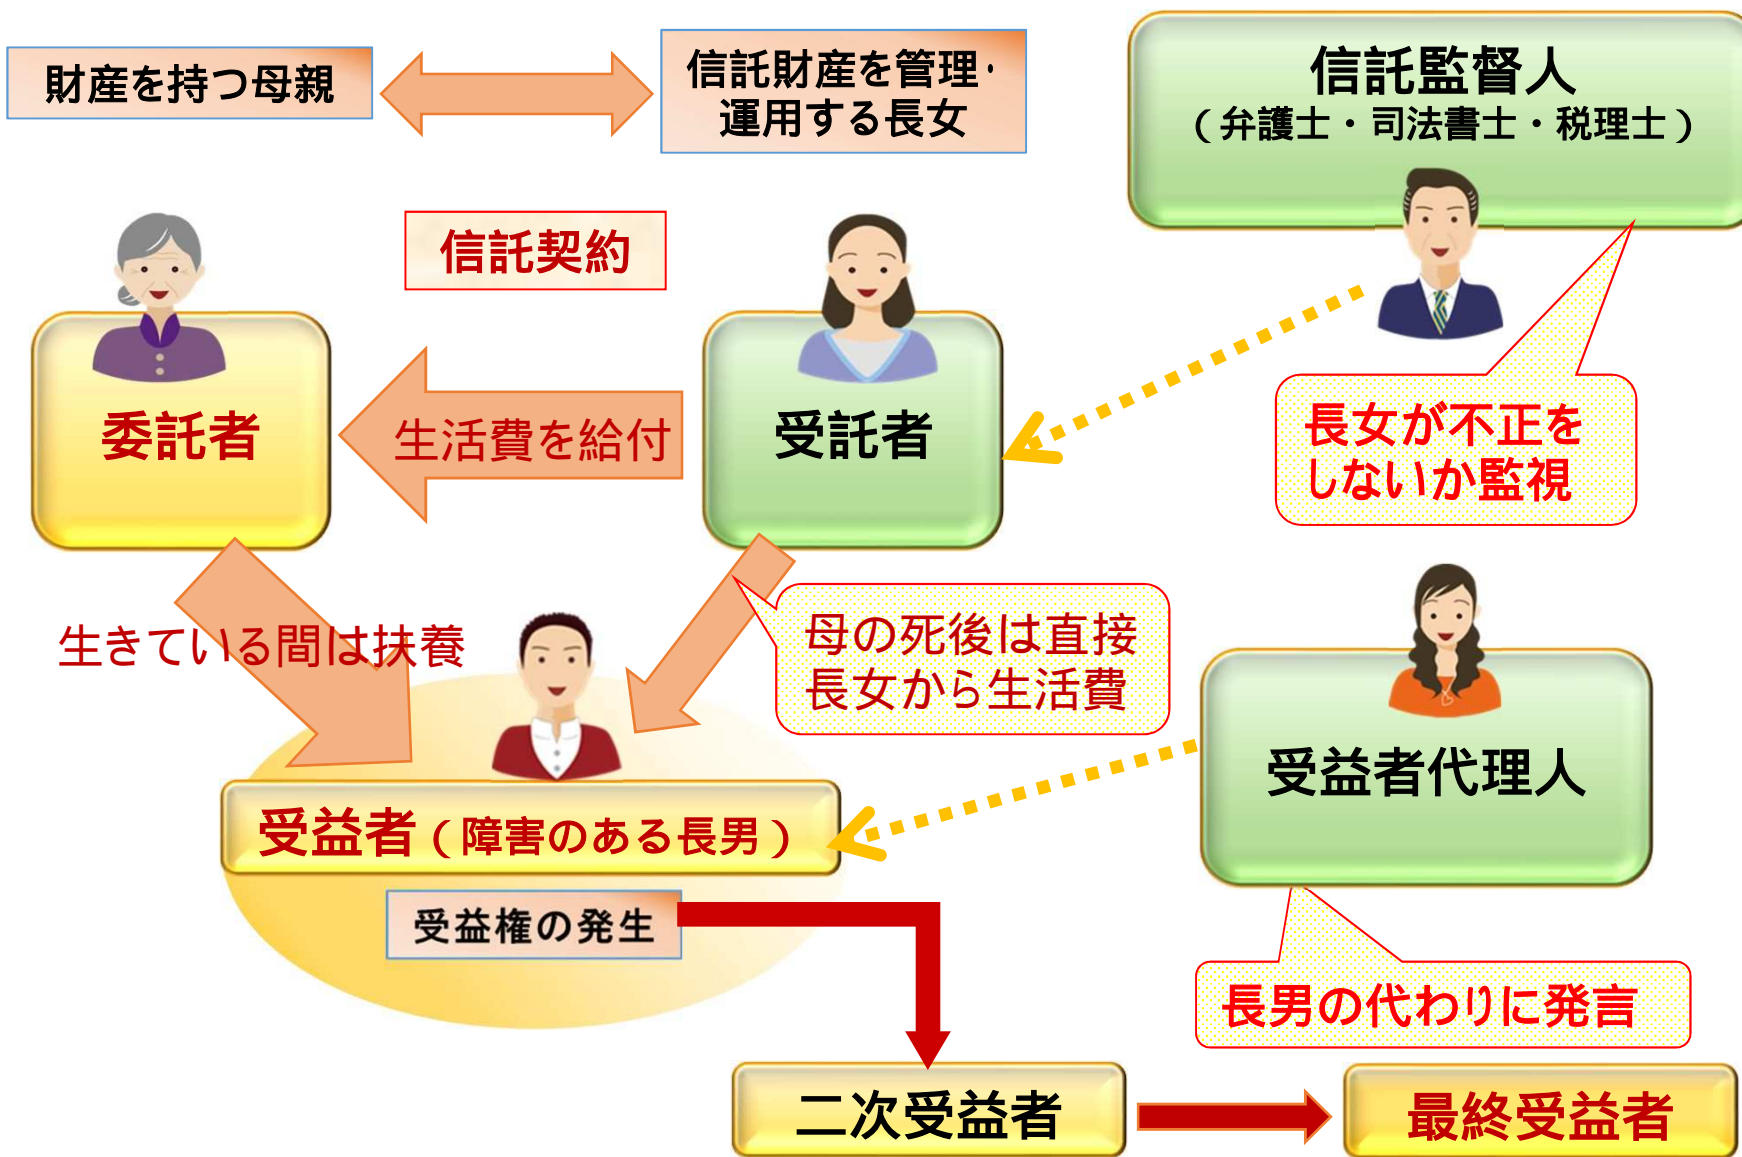 財産を持つ母親
信託財産を管理・
運用する長女
信託監督人
（弁護士・司法書士・税理士）
信託契約
委託者
生活費を給付
受託者
長女が不正を
しないか監視
生きている間は扶養
母の死後は直接
長女から生活費
受益者代理人
受益者（障害のある長男）
受益権の発生
長男の代わりに発言
二次受益者
最終受益者